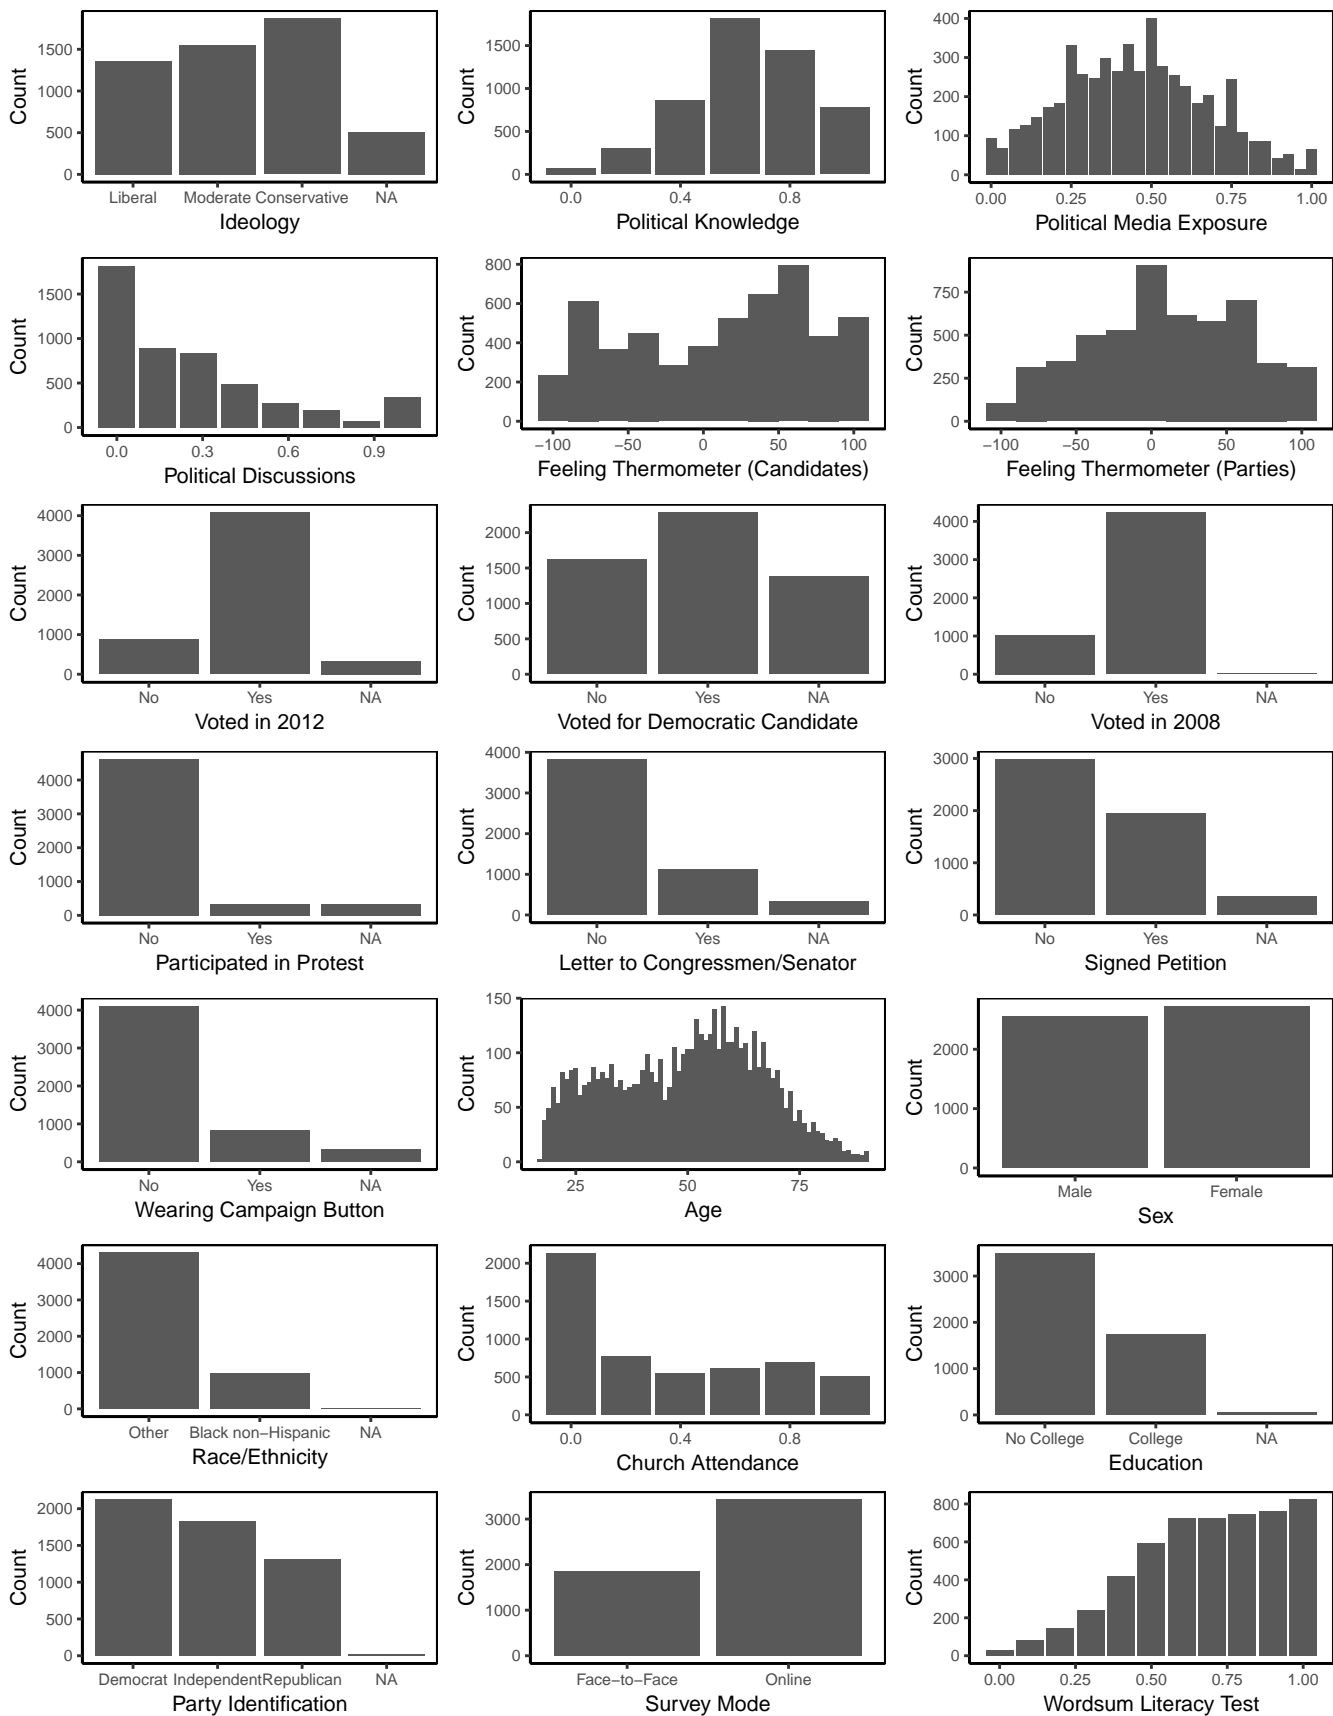 Count
1500
1000
500
0
Liberal Moderate Conservative NA
Ideology
Count
1500
1000
500
0
0.0 0.4 0.8
Political Knowledge
Count
400
300
200
100
0
0.00 0.25 0.50 0.75 1.00
Political Media Exposure
Count
1500
1000
500
0
0.0 0.3 0.6 0.9
Political Discussions
Count
800
600
400
200
0
−100 −50 0 50 100
Feeling Thermometer (Candidates)
Count
750
500
250
0
−100 −50 0 50 100
Feeling Thermometer (Parties)
Count
4000
3000
2000
1000
0
No Yes NA
Voted in 2012
Count
2000
1500
1000
500
0
No Yes NA
Voted for Democratic Candidate
Count
4000
3000
2000
1000
0
No Yes NA
Voted in 2008
Count
4000
3000
2000
1000
0
No Yes NA
Participated in Protest
Count
4000
3000
2000
1000
0
No Yes NA
Letter to Congressmen/Senator
Count
3000
2000
1000
0
No Yes NA
Signed Petition
Count
4000
3000
2000
1000
0
No Yes NA
Wearing Campaign Button
Count
150
100
50
0
25 50 75
Age
Count
2000
1000
0
Male Female
Sex
Count
4000
3000
2000
1000
0
Other Black non−Hispanic NA
Race/Ethnicity
Count
2000
1500
1000
500
0
0.0 0.4 0.8
Church Attendance
Count
3000
2000
1000
0
No College College NA
Education
Count
2000
1500
1000
500
0
Democrat Independent Republican NA
Party Identification
Count
3000
2000
1000
0
Face−to−Face Online
Survey Mode
Count
800
600
400
200
0
0.00 0.25 0.50 0.75 1.00
Wordsum Literacy Test